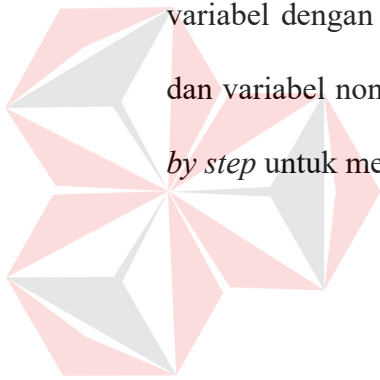 variabel dengan
dan variabel non
by step untuk me